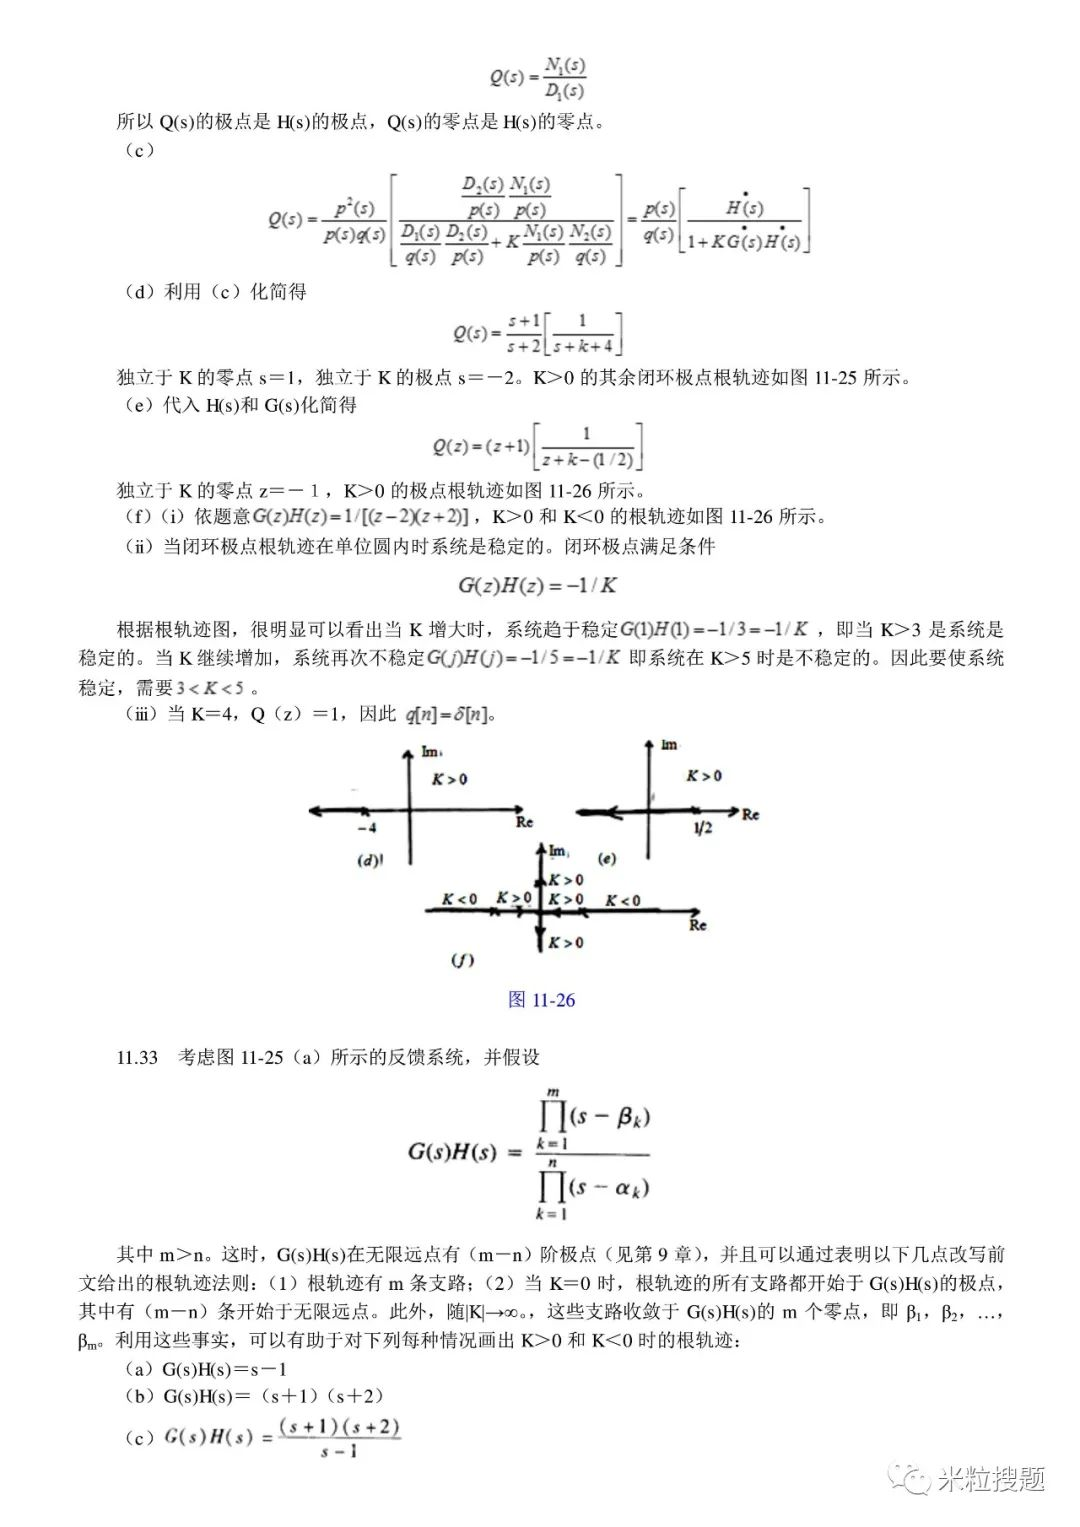 Q(s) = N₁(s) / D₁(s)
所以 Q(s)的极点是 H(s)的极点，Q(s)的零点是 H(s)的零点。
（c）
Q(s) = p²(s) / p(s)q(s) [ (D₂(s)/p(s) N₁(s)/p(s)) / (D₁(s)/q(s) D₂(s)/p(s) + K N₁(s)/p(s) N₂(s)/q(s)) ] = p(s)/q(s) [ Ḣ(s) / (1+KĠ(s)Ḣ(s)) ]
（d）利用（c）化简得
Q(s) = (s+1)/(s+2) [ 1 / (s+k+4) ]
独立于 K 的零点 s＝1，独立于 K 的极点 s＝－2。K＞0 的其余闭环极点根轨迹如图 11-25 所示。
（e）代入 H(s)和 G(s)化简得
Q(z) = (z+1) [ 1 / (z+k−(1/2)) ]
独立于 K 的零点 z＝－１，K＞0 的极点根轨迹如图 11-26 所示。
（f）（i）依题意G(z)H(z)=1/[(z−2)(z+2)]，K＞0 和 K＜0 的根轨迹如图 11-26 所示。
（ii）当闭环极点根轨迹在单位圆内时系统是稳定的。闭环极点满足条件
G(z)H(z) = −1/K
根据根轨迹图，很明显可以看出当 K 增大时，系统趋于稳定G(1)H(1)=−1/3=−1/K ，即当 K＞3 是系统是
稳定的。当 K 继续增加，系统再次不稳定G(j)H(j)=−1/5=−1/K 即系统在 K＞5 时是不稳定的。因此要使系统
稳定，需要3<K<5。
（iii）当 K＝4，Q（z）＝1，因此 q[n]=δ[n]。
Im
K>0
-4
Re
(d)
Im
K>0
1/2
Re
(e)
Im
K>0
K<0 K>0 K>0 K<0
Re
K>0
(f)
图 11-26
11.33 考虑图 11-25（a）所示的反馈系统，并假设
G(s)H(s) = ∏_{k=1}^{m}(s − β_k) / ∏_{k=1}^{n}(s − α_k)
其中 m＞n。这时，G(s)H(s)在无限远点有（m－n）阶极点（见第 9 章），并且可以通过表明以下几点改写前
文给出的根轨迹法则：（1）根轨迹有 m 条支路；（2）当 K＝0 时，根轨迹的所有支路都开始于 G(s)H(s)的极点，
其中有（m－n）条开始于无限远点。此外，随|K|→∞。，这些支路收敛于 G(s)H(s)的 m 个零点，即 β₁，β₂，…，
βₘ。利用这些事实，可以有助于对下列每种情况画出 K＞0 和 K＜0 时的根轨迹：
（a）G(s)H(s)＝s－1
（b）G(s)H(s)＝（s＋1）（s＋2）
（c）G(s)H(s) = (s+1)(s+2) / (s−1)
米粒搜题